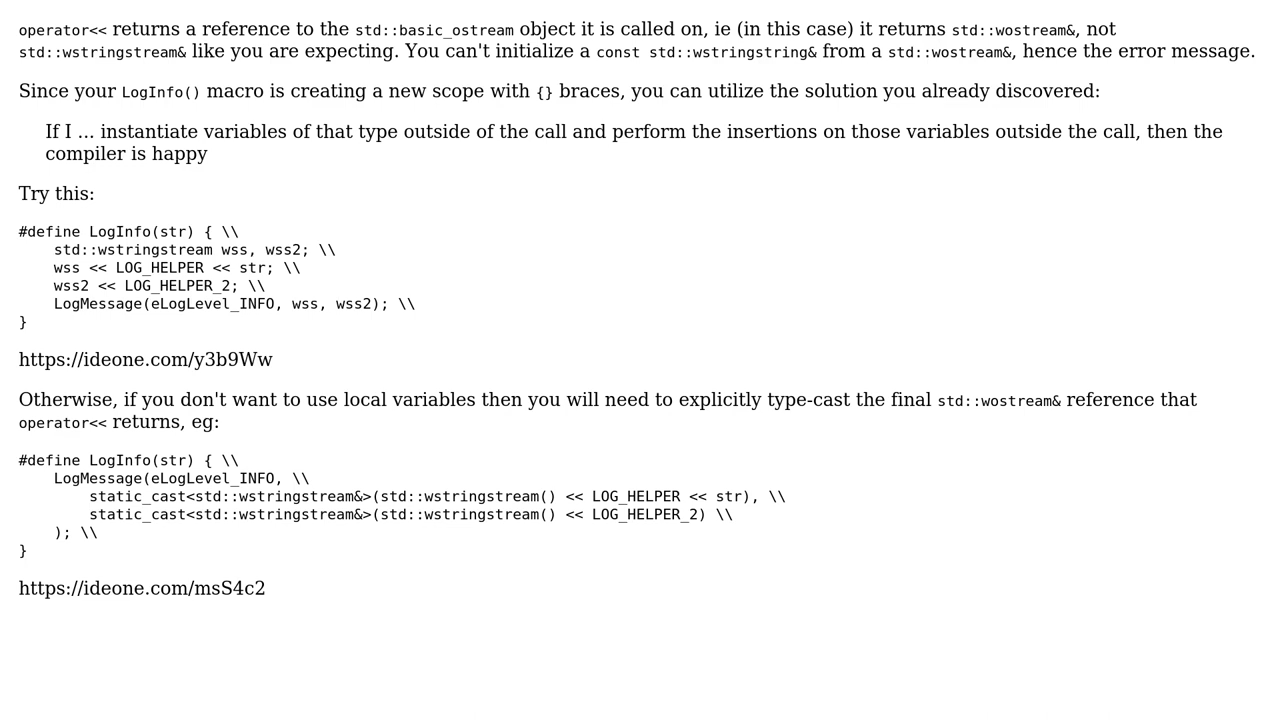 operator<< returns a reference to the std::basic_ostream object it is called on, ie (in this case) it returns std::wostream&, not
std::wstringstream& like you are expecting. You can't initialize a const std::wstringstring& from a std::wostream&, hence the error message.
Since your LogInfo() macro is creating a new scope with {} braces, you can utilize the solution you already discovered:
If I ... instantiate variables of that type outside of the call and perform the insertions on those variables outside the call, then the
compiler is happy
Try this:
#define LogInfo(str) { \\
    std::wstringstream wss, wss2; \\
    wss << LOG_HELPER << str; \\
    wss2 << LOG_HELPER_2; \\
    LogMessage(eLogLevel_INFO, wss, wss2); \\
}
https://ideone.com/y3b9Ww
Otherwise, if you don't want to use local variables then you will need to explicitly type-cast the final std::wostream& reference that
operator<< returns, eg:
#define LogInfo(str) { \\
    LogMessage(eLogLevel_INFO, \\
        static_cast<std::wstringstream&>(std::wstringstream() << LOG_HELPER << str), \\
        static_cast<std::wstringstream&>(std::wstringstream() << LOG_HELPER_2) \\
    ); \\
}
https://ideone.com/msS4c2